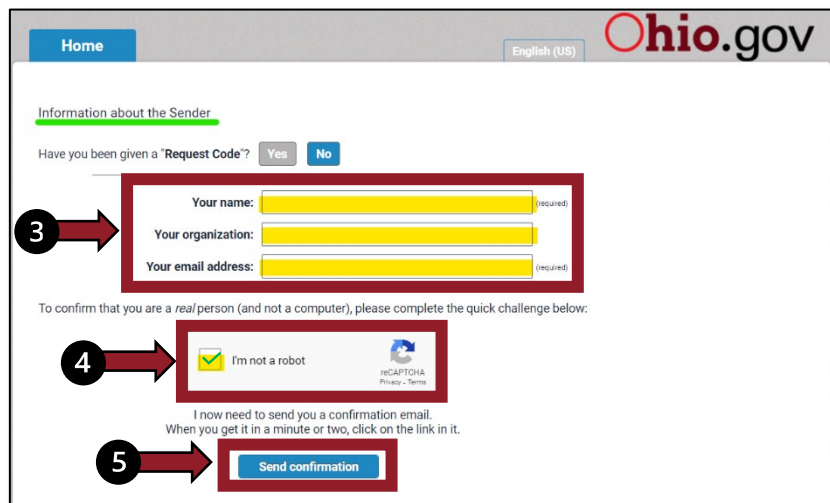 Home
English (US)
Ohio.gov
Information about the Sender
Have you been given a "Request Code"? Yes No
3
Your name: (required)
Your organization:
Your email address: (required)
To confirm that you are a real person (and not a computer), please complete the quick challenge below:
4
I'm not a robot
reCAPTCHA
Privacy - Terms
I now need to send you a confirmation email.
When you get it in a minute or two, click on the link in it.
5
Send confirmation